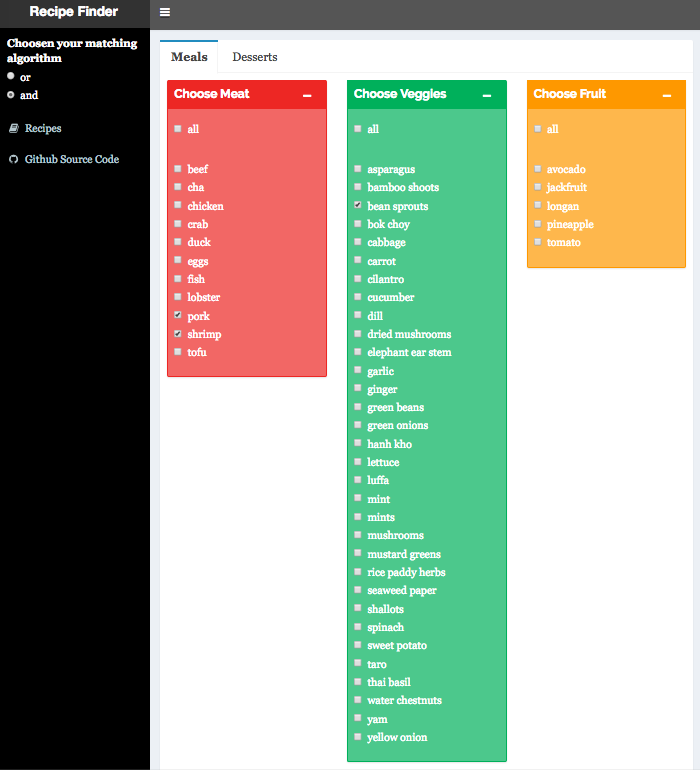 Recipe Finder
Choosen your matching
algorithm
or
and
Recipes
Github Source Code
Meals
Desserts
Choose Meat
all
beef
cha
chicken
crab
duck
eggs
fish
lobster
pork
shrimp
tofu
Choose Veggies
all
asparagus
bamboo shoots
bean sprouts
bok choy
cabbage
carrot
cilantro
cucumber
dill
dried mushrooms
elephant ear stem
garlic
ginger
green beans
green onions
hanh kho
lettuce
luffa
mint
mints
mushrooms
mustard greens
rice paddy herbs
seaweed paper
shallots
spinach
sweet potato
taro
thai basil
water chestnuts
yam
yellow onion
Choose Fruit
all
avocado
jackfruit
longan
pineapple
tomato